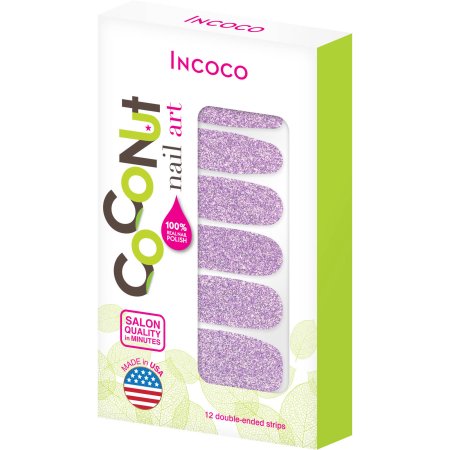 INCOCO
CoCoNut
nail art
100%
REAL NAIL
POLISH
SALON
QUALITY
in MINUTES
MADE in USA
12 double-ended strips